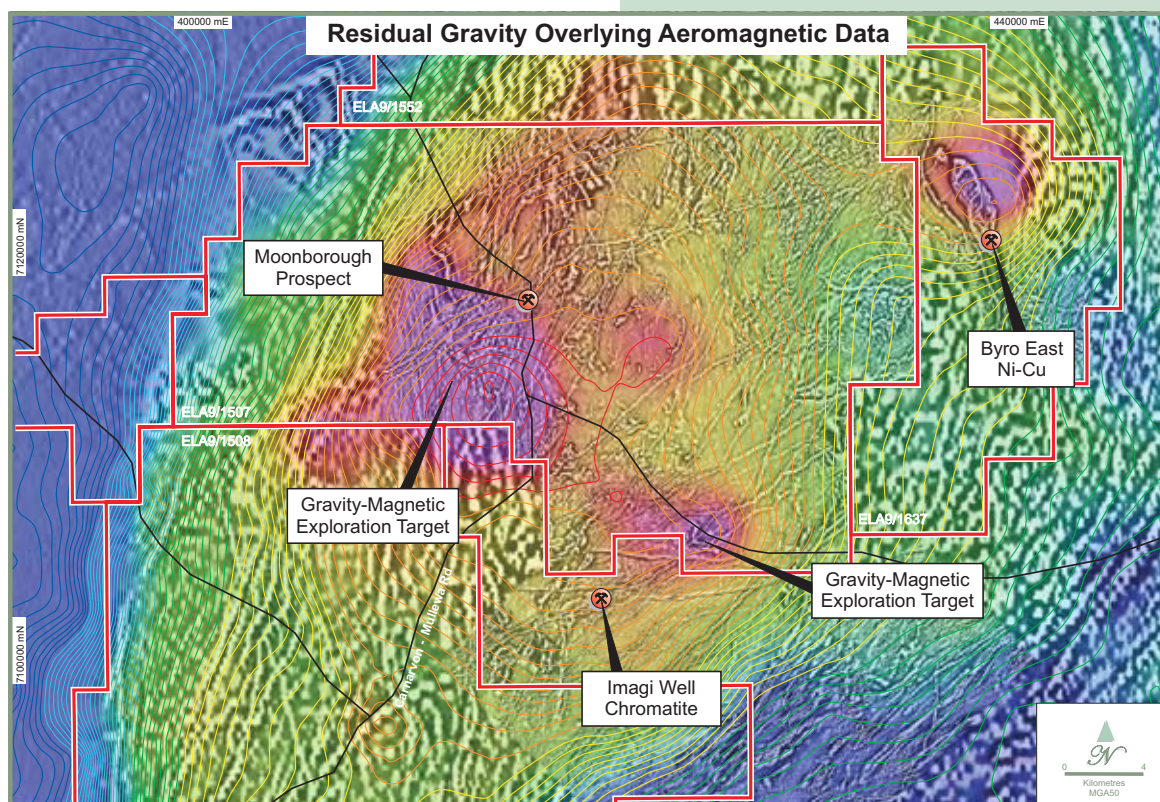 400000 mE
440000 mE
Residual Gravity Overlying Aeromagnetic Data
ELA9/1552
7120000 mN
Moonborough
Prospect
Byro East
Ni-Cu
ELA9/1507
ELA9/1508
Gravity-Magnetic
Exploration Target
ELA9/1637
Gravity-Magnetic
Exploration Target
Carnarvon - Mullewa Rd
7100000 mN
Imagi Well
Chromatite
N
0 4
Kilometres
MGA50